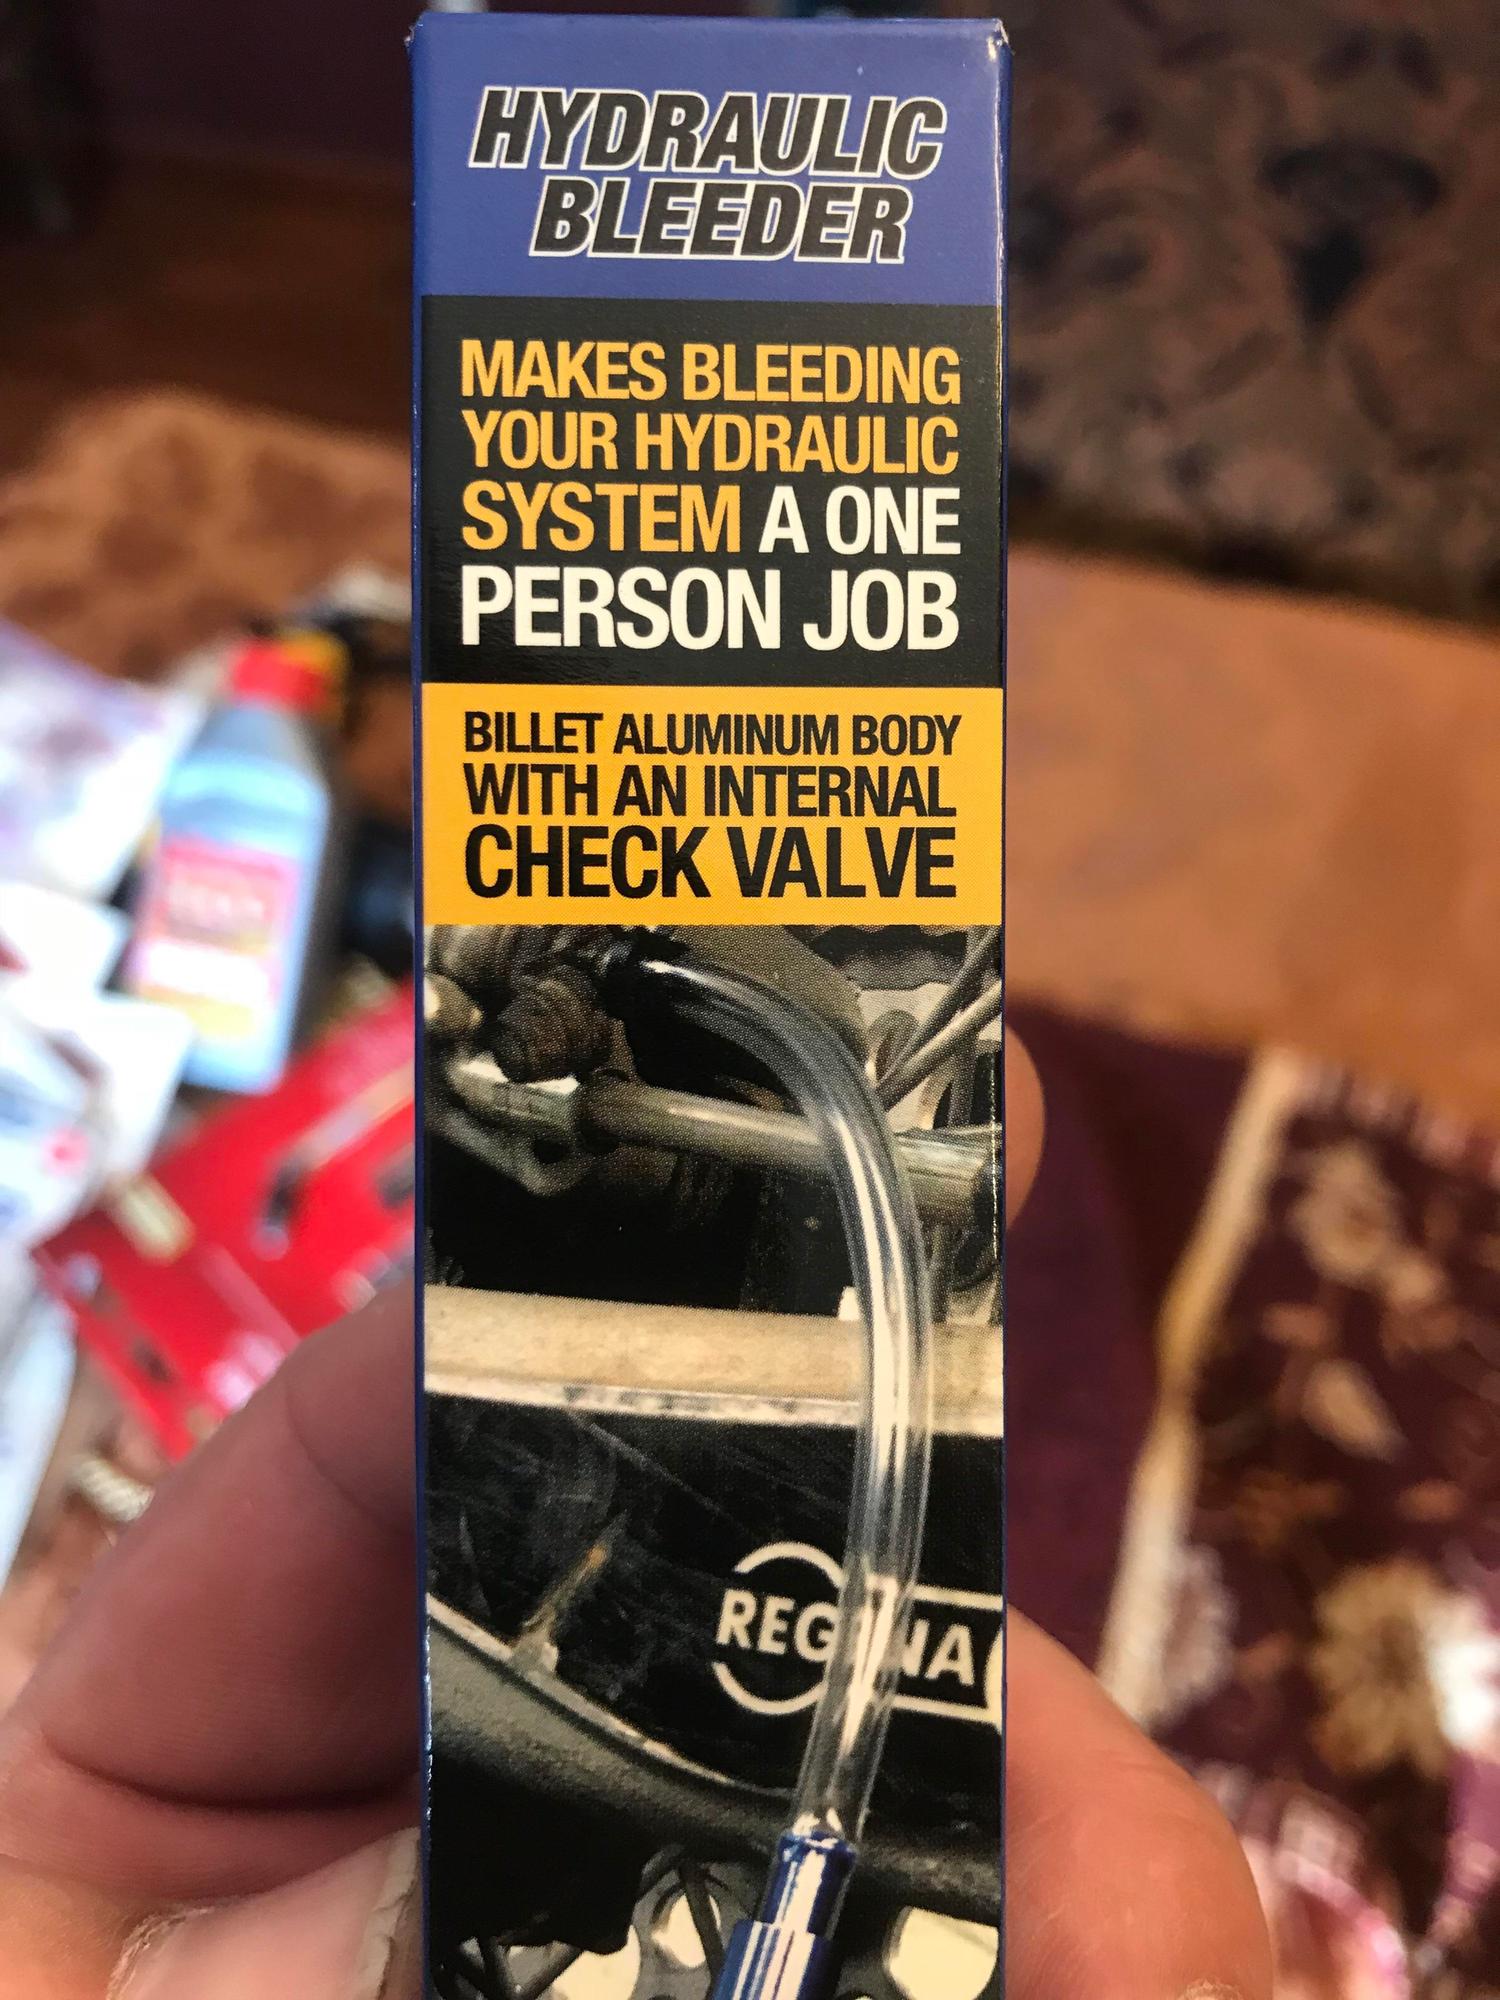 HYDRAULIC
BLEEDER
MAKES BLEEDING
YOUR HYDRAULIC
SYSTEM A ONE
PERSON JOB
BILLET ALUMINUM BODY
WITH AN INTERNAL
CHECK VALVE